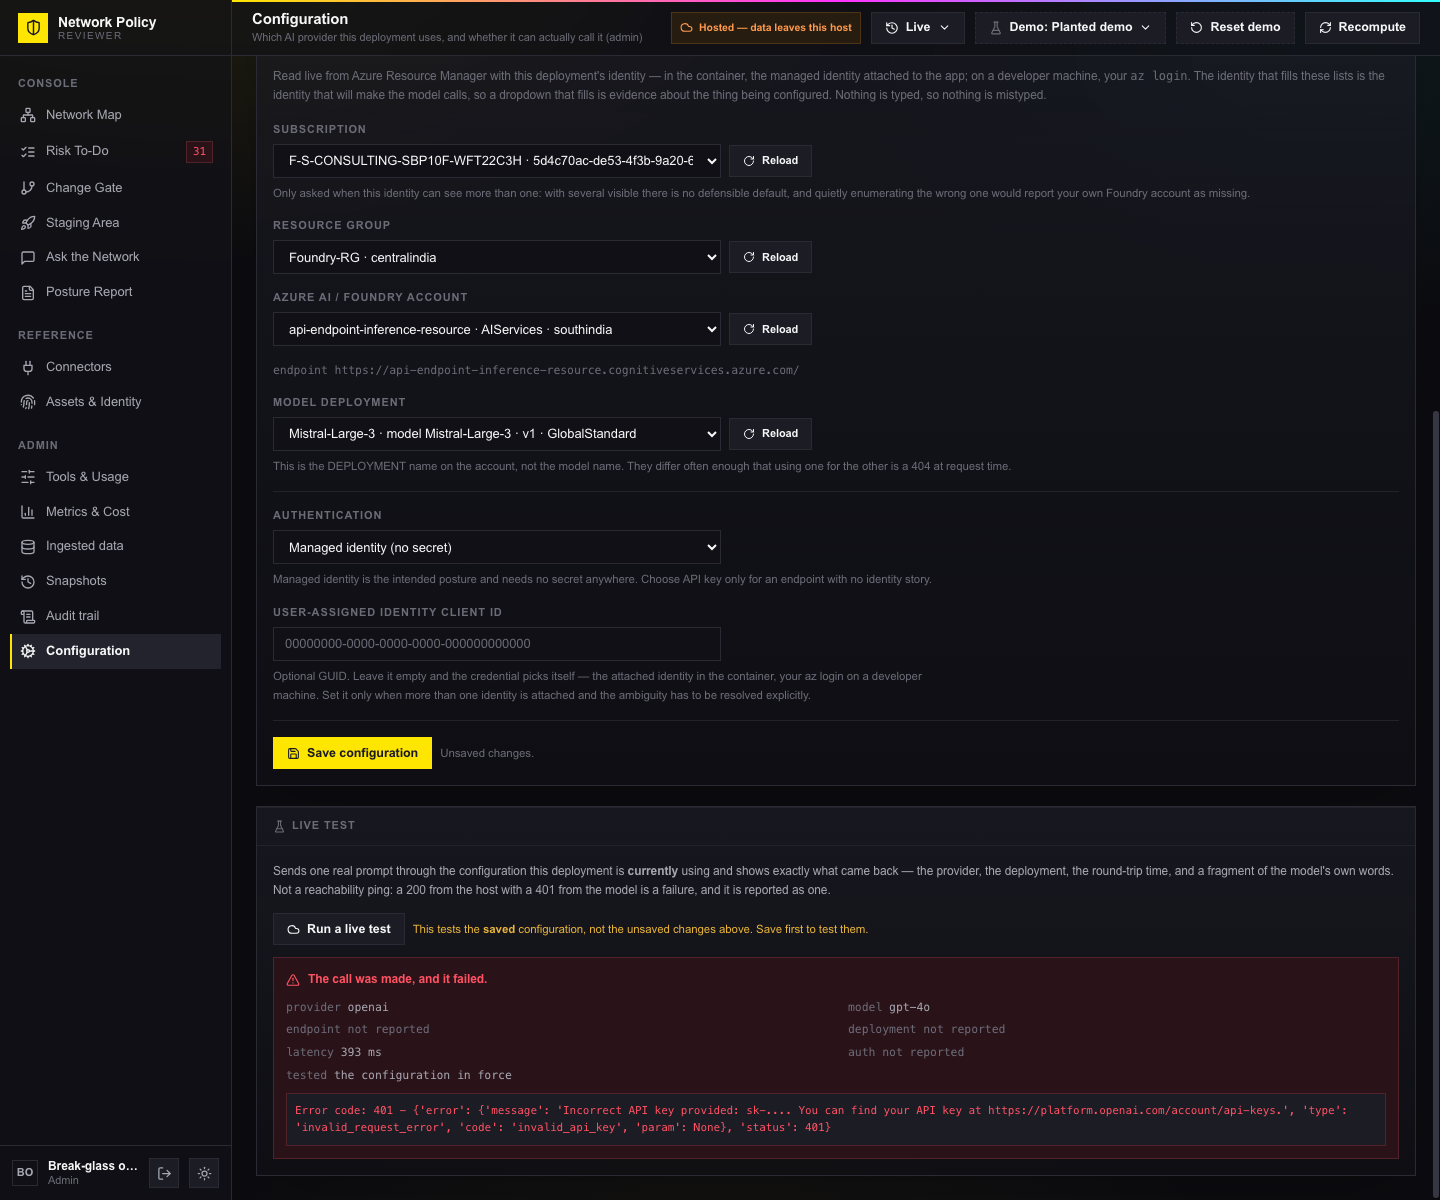 Network Policy
REVIEWER
Configuration
Which AI provider this deployment uses, and whether it can actually call it (admin)
Hosted — data leaves this host
Live
Demo: Planted demo
Reset demo
Recompute
CONSOLE
Network Map
Risk To-Do
31
Change Gate
Staging Area
Ask the Network
Posture Report
REFERENCE
Connectors
Assets & Identity
ADMIN
Tools & Usage
Metrics & Cost
Ingested data
Snapshots
Audit trail
Configuration
BO
Break-glass o...
Admin
Read live from Azure Resource Manager with this deployment's identity — in the container, the managed identity attached to the app; on a developer machine, your az login. The identity that fills these lists is the
identity that will make the model calls, so a dropdown that fills is evidence about the thing being configured. Nothing is typed, so nothing is mistyped.
SUBSCRIPTION
F-S-CONSULTING-SBP10F-WFT22C3H · 5d4c70ac-de53-4f3b-9a20-6
Reload
Only asked when this identity can see more than one: with several visible there is no defensible default, and quietly enumerating the wrong one would report your own Foundry account as missing.
RESOURCE GROUP
Foundry-RG · centralindia
Reload
AZURE AI / FOUNDRY ACCOUNT
api-endpoint-inference-resource · AIServices · southindia
Reload
endpoint https://api-endpoint-inference-resource.cognitiveservices.azure.com/
MODEL DEPLOYMENT
Mistral-Large-3 · model Mistral-Large-3 · v1 · GlobalStandard
Reload
This is the DEPLOYMENT name on the account, not the model name. They differ often enough that using one for the other is a 404 at request time.
AUTHENTICATION
Managed identity (no secret)
Managed identity is the intended posture and needs no secret anywhere. Choose API key only for an endpoint with no identity story.
USER-ASSIGNED IDENTITY CLIENT ID
00000000-0000-0000-0000-000000000000
Optional GUID. Leave it empty and the credential picks itself — the attached identity in the container, your az login on a developer
machine. Set it only when more than one identity is attached and the ambiguity has to be resolved explicitly.
Save configuration
Unsaved changes.
LIVE TEST
Sends one real prompt through the configuration this deployment is currently using and shows exactly what came back — the provider, the deployment, the round-trip time, and a fragment of the model's own words.
Not a reachability ping: a 200 from the host with a 401 from the model is a failure, and it is reported as one.
Run a live test
This tests the saved configuration, not the unsaved changes above. Save first to test them.
The call was made, and it failed.
provider openai
model gpt-4o
endpoint not reported
deployment not reported
latency 393 ms
auth not reported
tested the configuration in force
Error code: 401 - {'error': {'message': 'Incorrect API key provided: sk-.... You can find your API key at https://platform.openai.com/account/api-keys.', 'type':
'invalid_request_error', 'code': 'invalid_api_key', 'param': None}, 'status': 401}